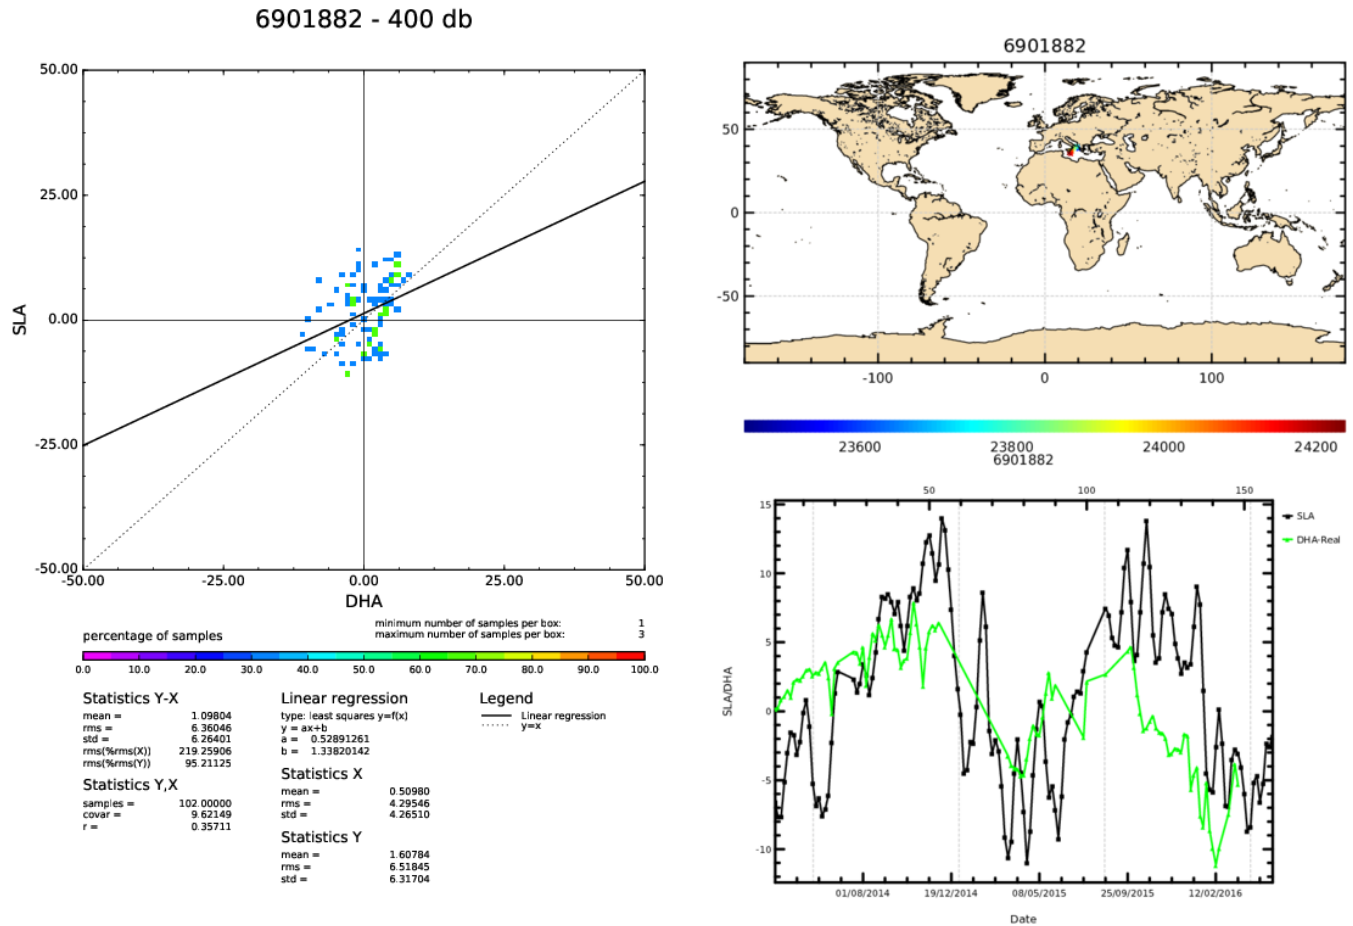 6901882 - 400 db
50.00
25.00
0.00
-25.00
-50.00
SLA
-50.00 -25.00 0.00 25.00 50.00
DHA
percentage of samples
minimum number of samples per box: 1
maximum number of samples per box: 3
0.0 10.0 20.0 30.0 40.0 50.0 60.0 70.0 80.0 90.0 100.0
Statistics Y-X
mean = 1.09804
rms = 6.36046
std = 6.26401
rms(%rms(X)) 219.25906
rms(%rms(Y)) 95.21125
Statistics Y,X
samples = 102.00000
covar = 9.62149
r = 0.35711
Linear regression
type: least squares y=f(x)
y = ax+b
a = 0.52891261
b = 1.33820142
Statistics X
mean = 0.50980
rms = 4.29546
std = 4.26510
Statistics Y
mean = 1.60784
rms = 6.51845
std = 6.31704
Legend
Linear regression
y=x
6901882
50
0
-50
-100 0 100
23600 23800 24000 24200
6901882
50 100 150
15
10
5
0
-5
-10
SLA/DHA
SLA
DHA-Real
01/08/2014 19/12/2014 08/05/2015 25/09/2015 12/02/2016
Date